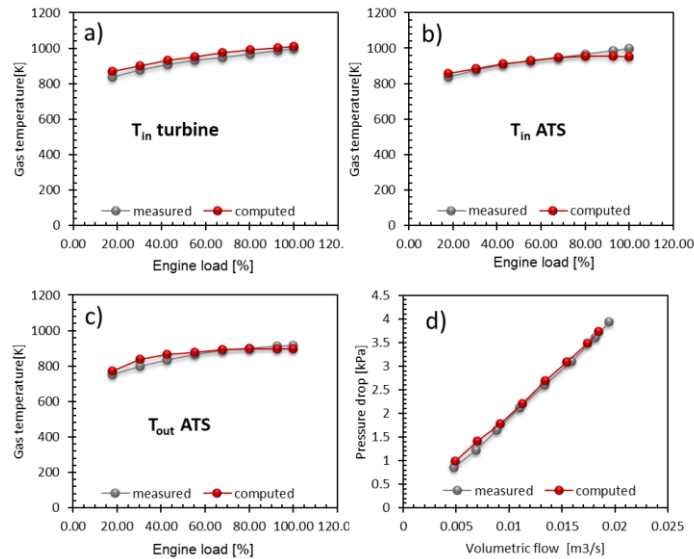 a)
1200
1000
800
600
400
200
0
Gas temperature[K]
T_in turbine
measured computed
0.00 20.00 40.00 60.00 80.00 100.00 120.
Engine load [%]
b)
1200
1000
800
600
400
200
0
Gas temperature[K]
T_in ATS
measured computed
0.00 20.00 40.00 60.00 80.00 100.00 120.00
Engine load [%]
c)
1200
1000
800
600
400
200
0
Gas temperature[K]
T_out ATS
measured computed
0.00 20.00 40.00 60.00 80.00 100.00 120.0
Engine load [%]
d)
4.5
4
3.5
3
2.5
2
1.5
1
0.5
0
Pressure drop [kPa]
measured computed
0 0.005 0.01 0.015 0.02 0.025
Volumetric flow [m3/s]